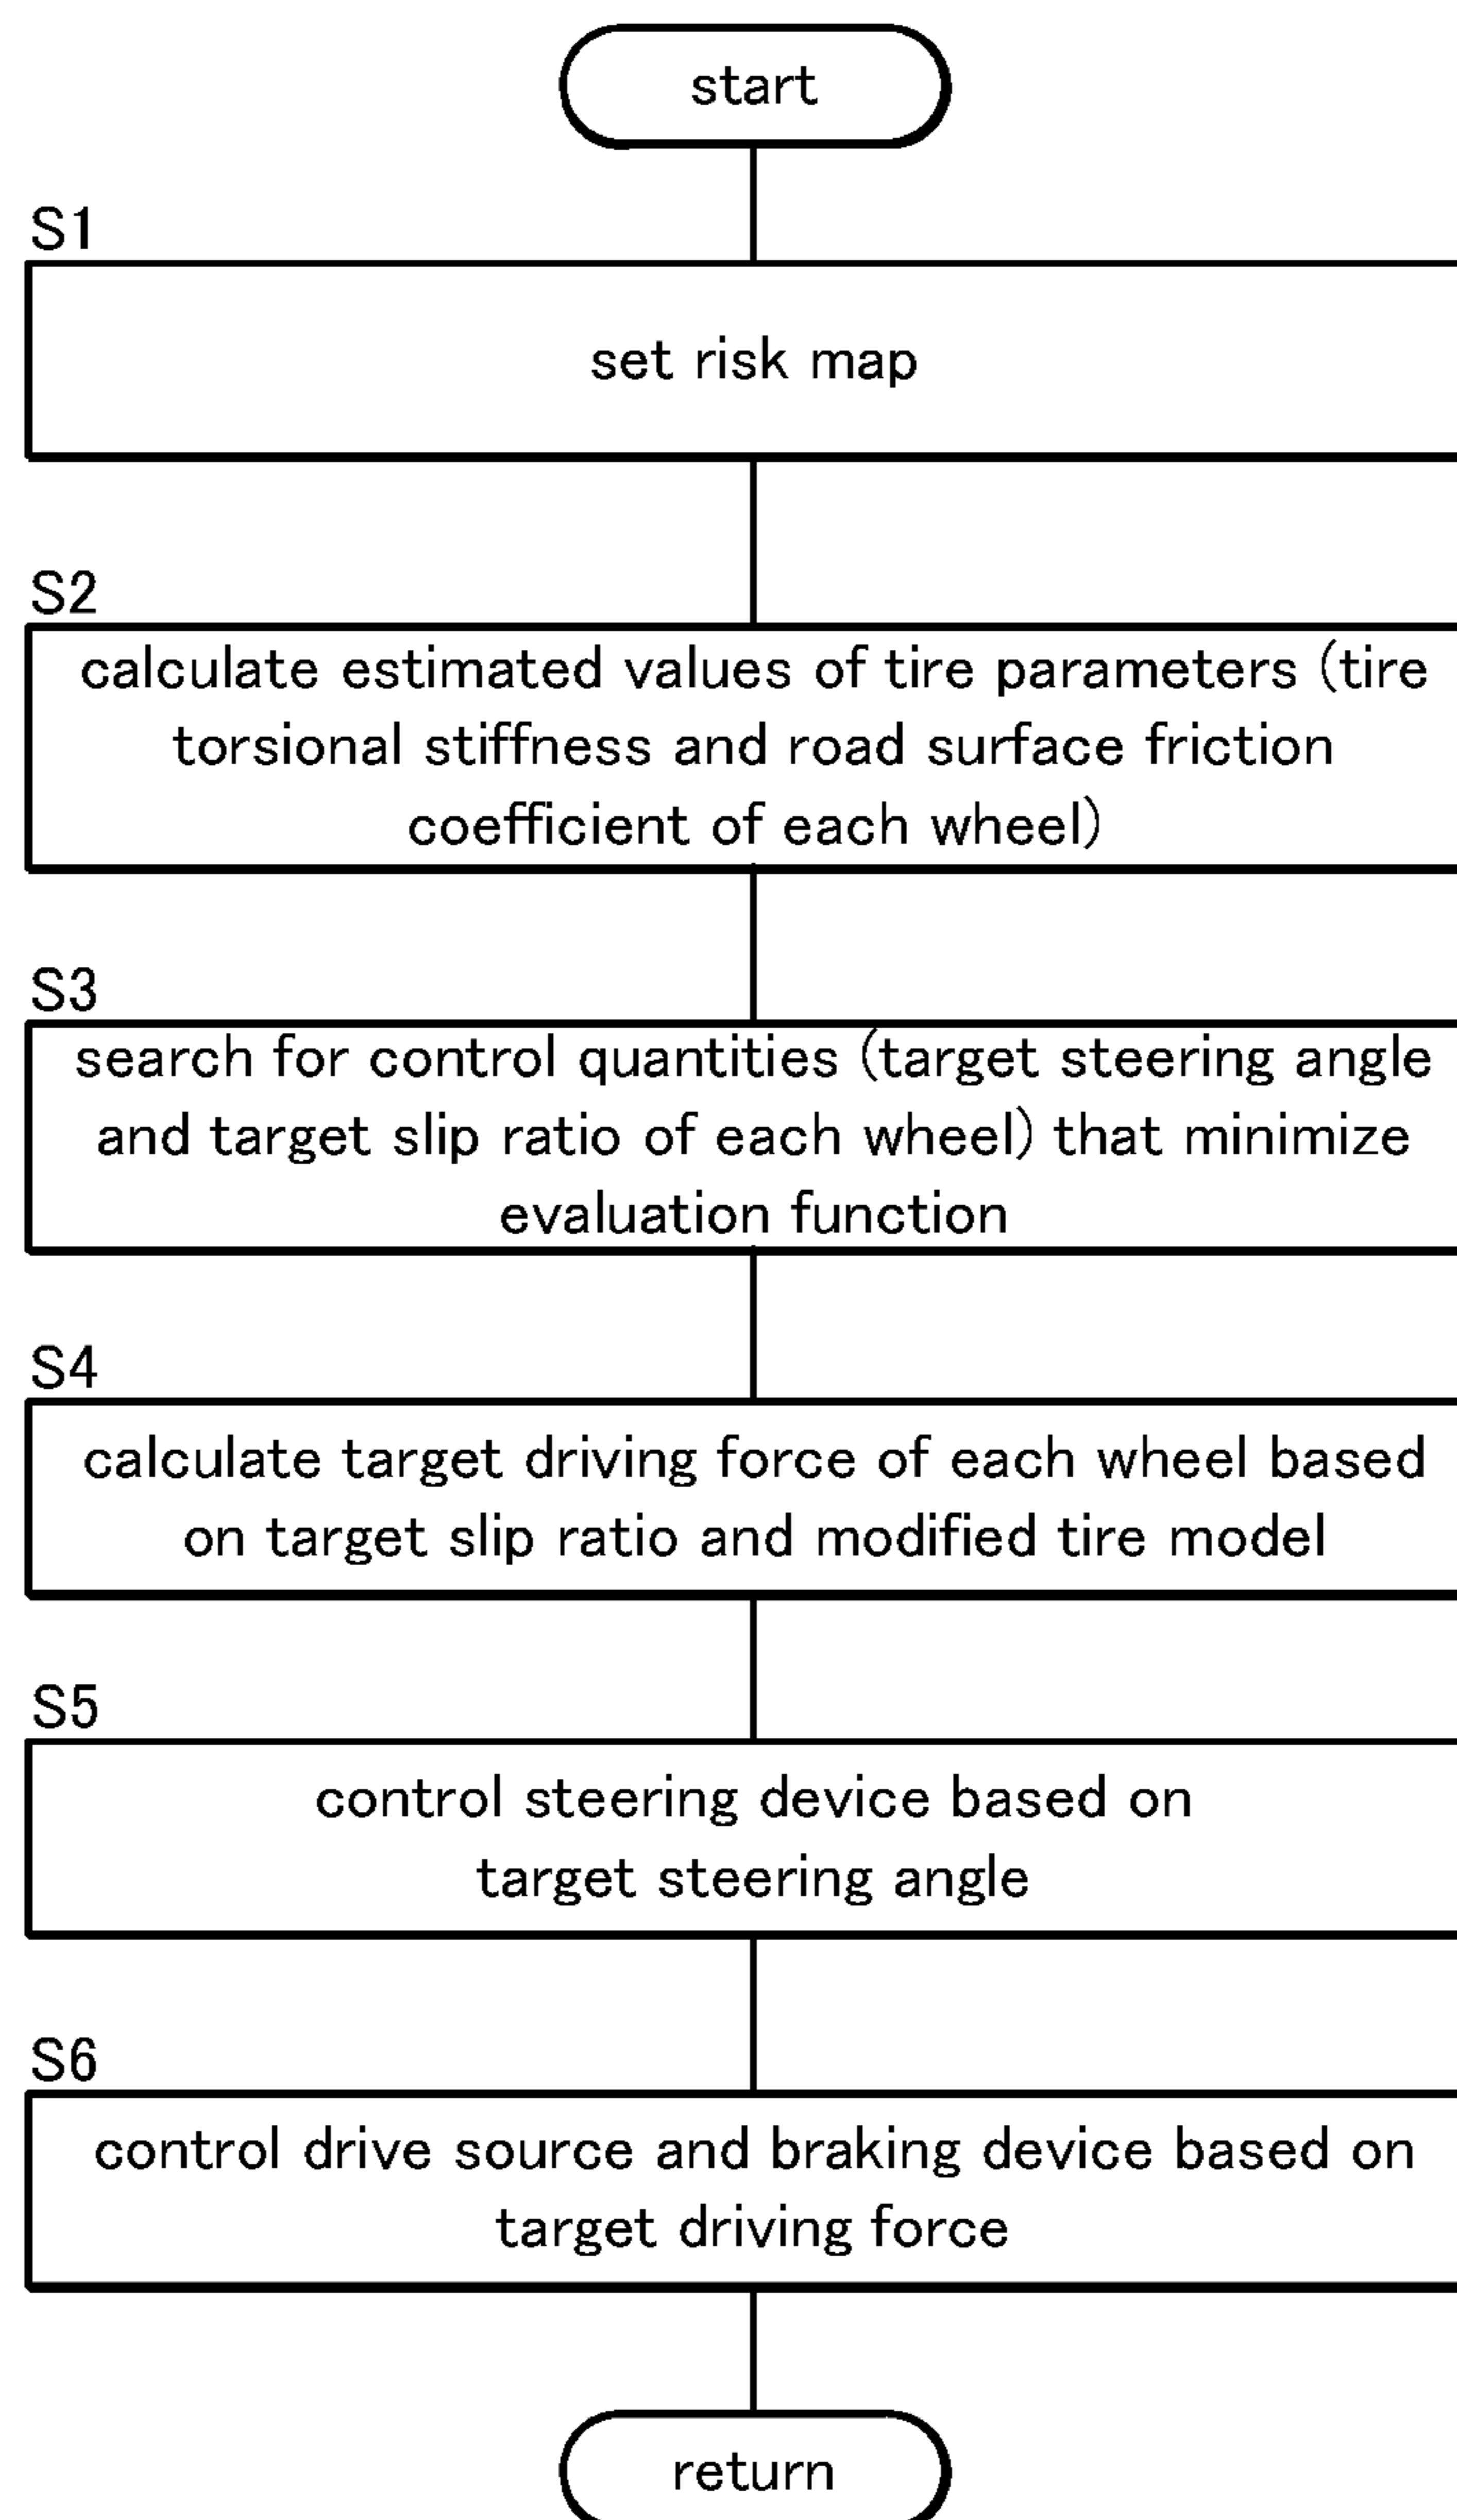 start
S1
set risk map
S2
calculate estimated values of tire parameters (tire
torsional stiffness and road surface friction
coefficient of each wheel)
S3
search for control quantities (target steering angle
and target slip ratio of each wheel) that minimize
evaluation function
S4
calculate target driving force of each wheel based
on target slip ratio and modified tire model
S5
control steering device based on
target steering angle
S6
control drive source and braking device based on
target driving force
return